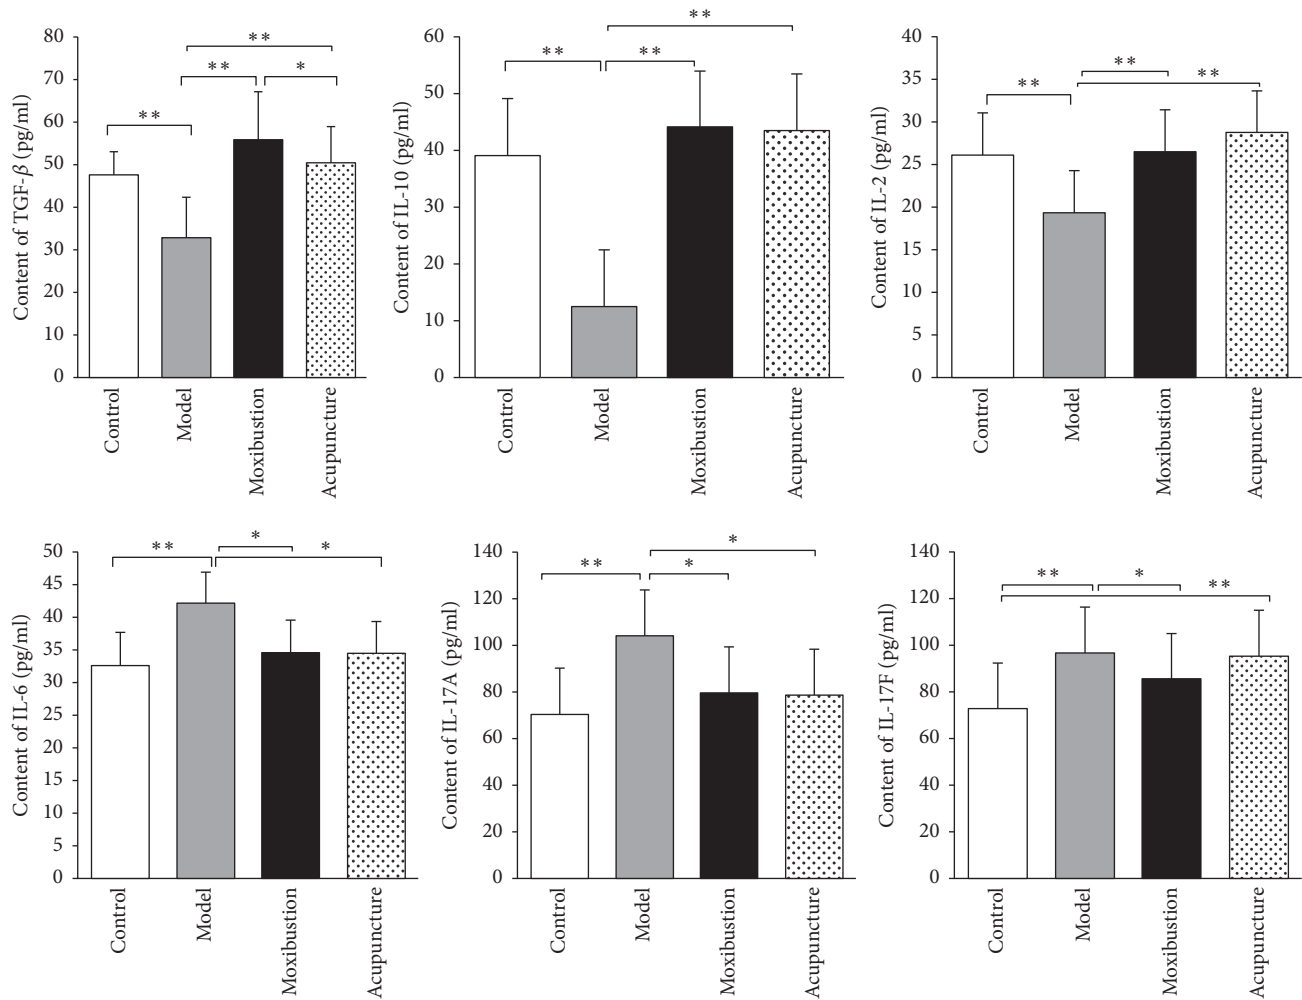 Content of TGF-β (pg/ml)
80
70
60
50
40
30
20
10
0
**
**
*
**
Control
Model
Moxibustion
Acupuncture
Content of IL-10 (pg/ml)
60
50
40
30
20
10
0
**
**
**
Control
Model
Moxibustion
Acupuncture
Content of IL-2 (pg/ml)
40
35
30
25
20
15
10
5
0
**
**
**
Control
Model
Moxibustion
Acupuncture
Content of IL-6 (pg/ml)
50
45
40
35
30
25
20
15
10
5
0
**
*
*
Control
Model
Moxibustion
Acupuncture
Content of IL-17A (pg/ml)
140
120
100
80
60
40
20
0
*
**
*
Control
Model
Moxibustion
Acupuncture
Content of IL-17F (pg/ml)
140
120
100
80
60
40
20
0
**
*
**
Control
Model
Moxibustion
Acupuncture